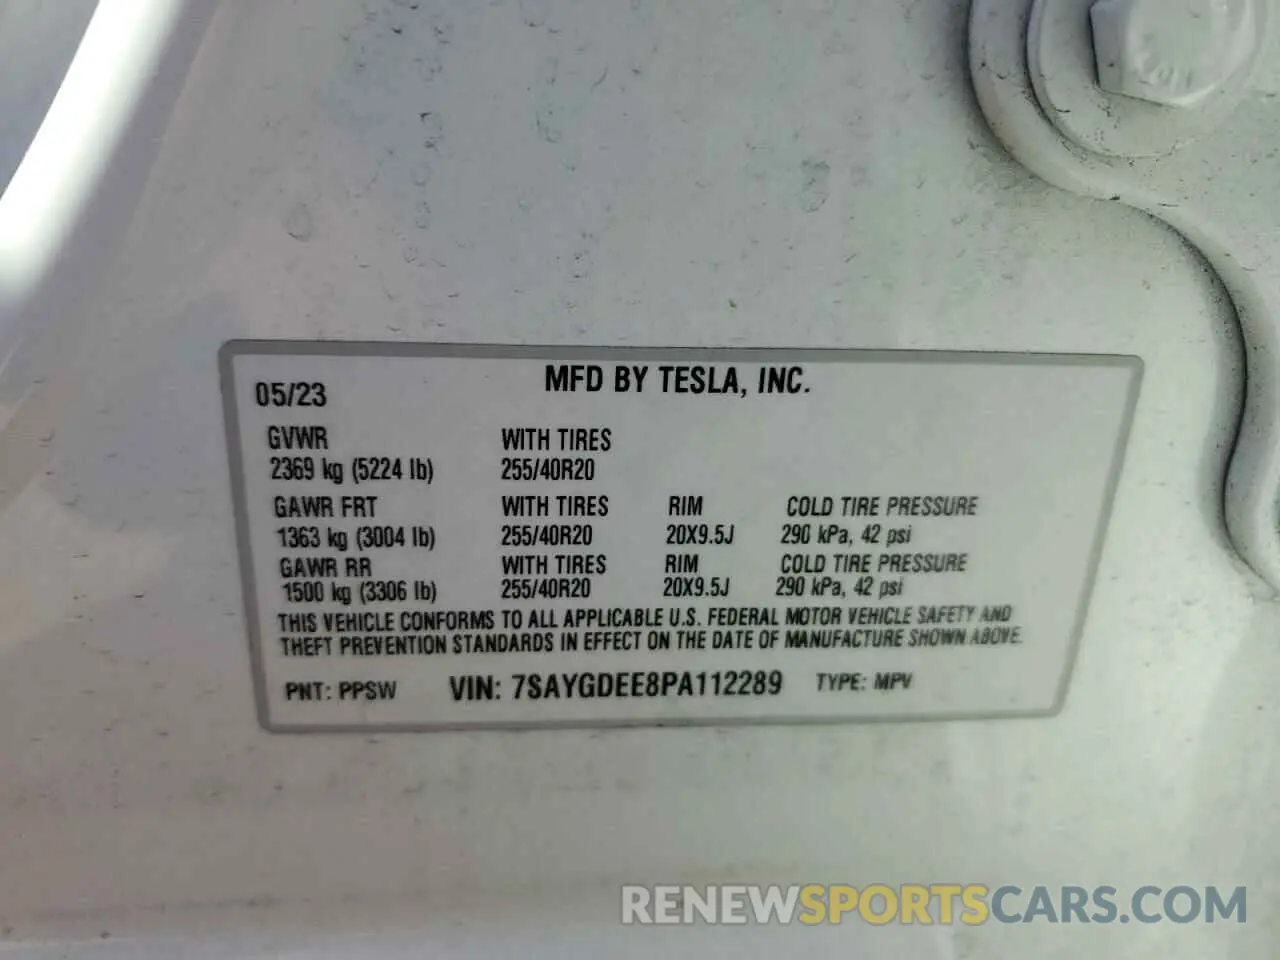 05/23 MFD BY TESLA, INC.
GVWR WITH TIRES
2369 kg (5224 lb) 255/40R20
GAWR FRT WITH TIRES RIM COLD TIRE PRESSURE
1363 kg (3004 lb) 255/40R20 20X9.5J 290 kPa, 42 psi
GAWR RR WITH TIRES RIM COLD TIRE PRESSURE
1500 kg (3306 lb) 255/40R20 20X9.5J 290 kPa, 42 psi
THIS VEHICLE CONFORMS TO ALL APPLICABLE U.S. FEDERAL MOTOR VEHICLE SAFETY AND
THEFT PREVENTION STANDARDS IN EFFECT ON THE DATE OF MANUFACTURE SHOWN ABOVE.
PNT: PPSW VIN: 7SAYGDEE8PA112289 TYPE: MPV
RENEWSPORTSCARS.COM